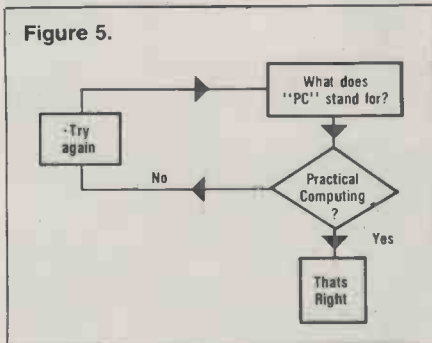 Figure 5.
What does
"PC" stand for?
-Try
again
No
Practical
Computing
?
Yes
Thats
Right